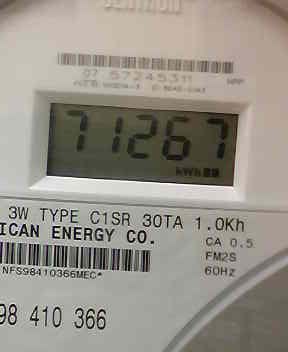 CENTRON
07 57245311
71267
kWh
3W TYPE C1SR 30TA 1.0Kh
ICAN ENERGY CO.
CA 0.5
FM2S
NFS98410366MEC*
60Hz
98 410 366